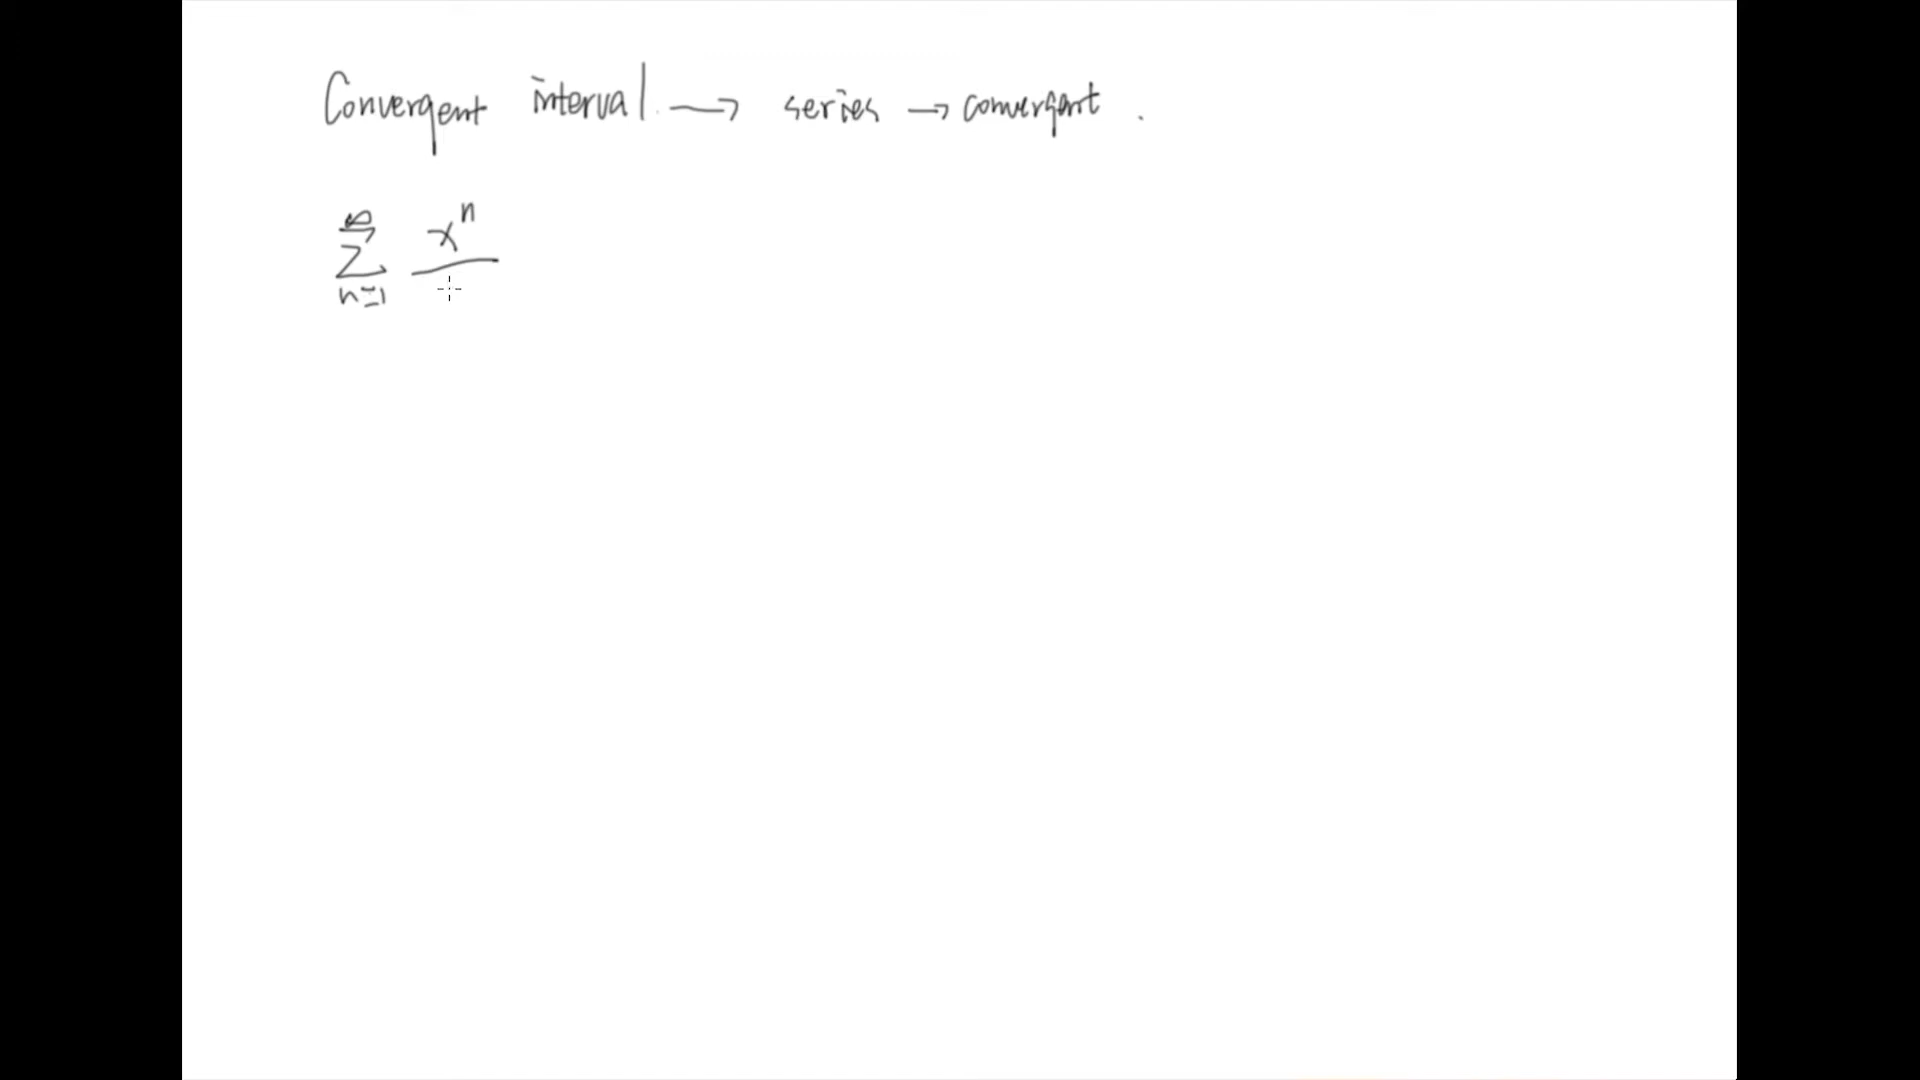 Convergent interval. → series → convergent.
∞
∑ xⁿ
n=1